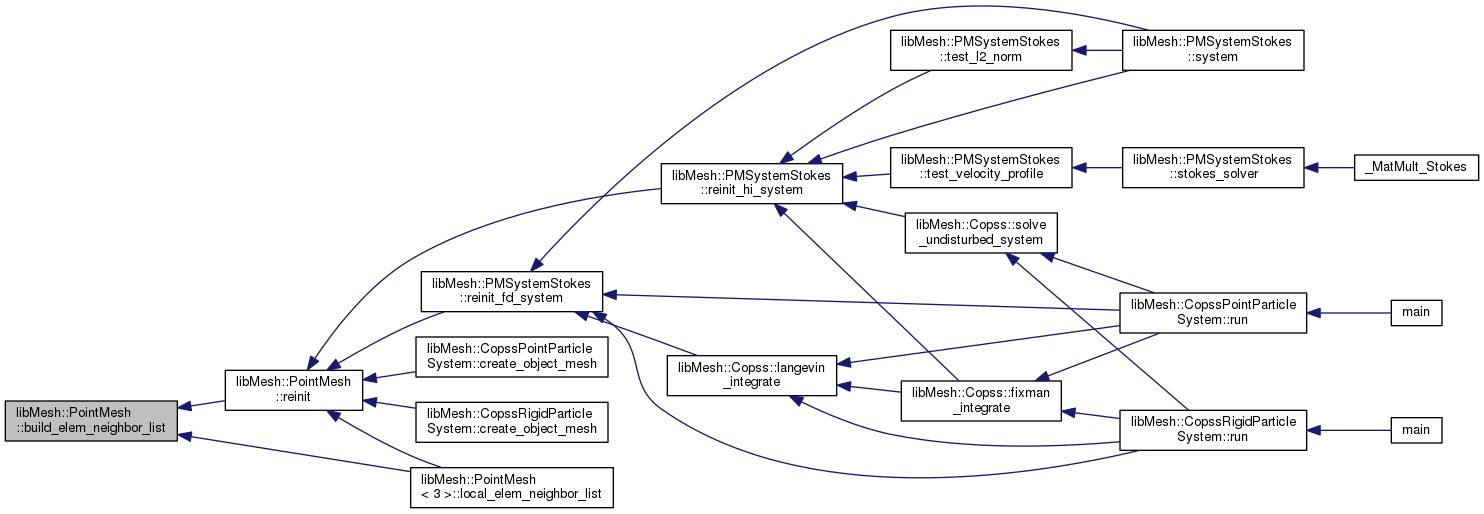 libMesh::PointMesh
::build_elem_neighbor_list
libMesh::PointMesh
::reinit
libMesh::PMSystemStokes
::reinit_fd_system
libMesh::CopssPointParticle
System::create_object_mesh
libMesh::CopssRigidParticle
System::create_object_mesh
libMesh::PointMesh
< 3 >::local_elem_neighbor_list
libMesh::PMSystemStokes
::reinit_hi_system
libMesh::Copss::langevin
_integrate
libMesh::PMSystemStokes
::test_l2_norm
libMesh::PMSystemStokes
::test_velocity_profile
libMesh::Copss::solve
_undisturbed_system
libMesh::Copss::fixman
_integrate
libMesh::PMSystemStokes
::system
libMesh::PMSystemStokes
::stokes_solver
libMesh::CopssPointParticle
System::run
libMesh::CopssRigidParticle
System::run
_MatMult_Stokes
main
main